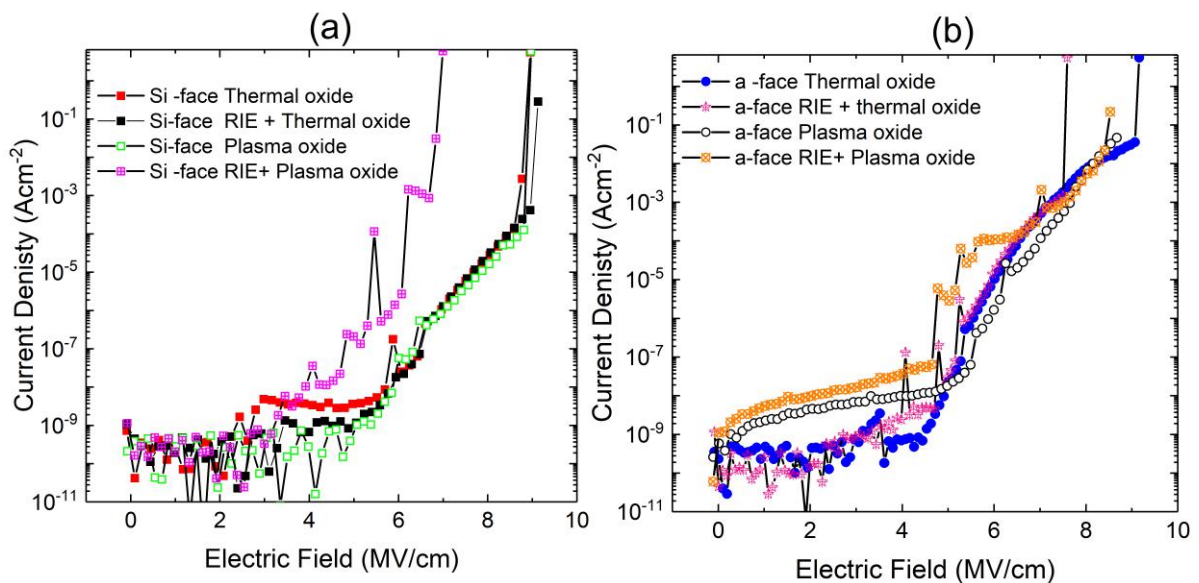 (a)
Si -face Thermal oxide
Si-face RIE + Thermal oxide
Si-face Plasma oxide
Si -face RIE+ Plasma oxide
10⁻¹
10⁻³
10⁻⁵
10⁻⁷
10⁻⁹
10⁻¹¹
Current Denisty (Acm⁻²)
0 2 4 6 8 10
Electric Field (MV/cm)
(b)
a -face Thermal oxide
a-face RIE + thermal oxide
a-face Plasma oxide
a-face RIE+ Plasma oxide
10⁻¹
10⁻³
10⁻⁵
10⁻⁷
10⁻⁹
10⁻¹¹
Current Denisty (Acm⁻²)
0 2 4 6 8 10
Electric Field (MV/cm)